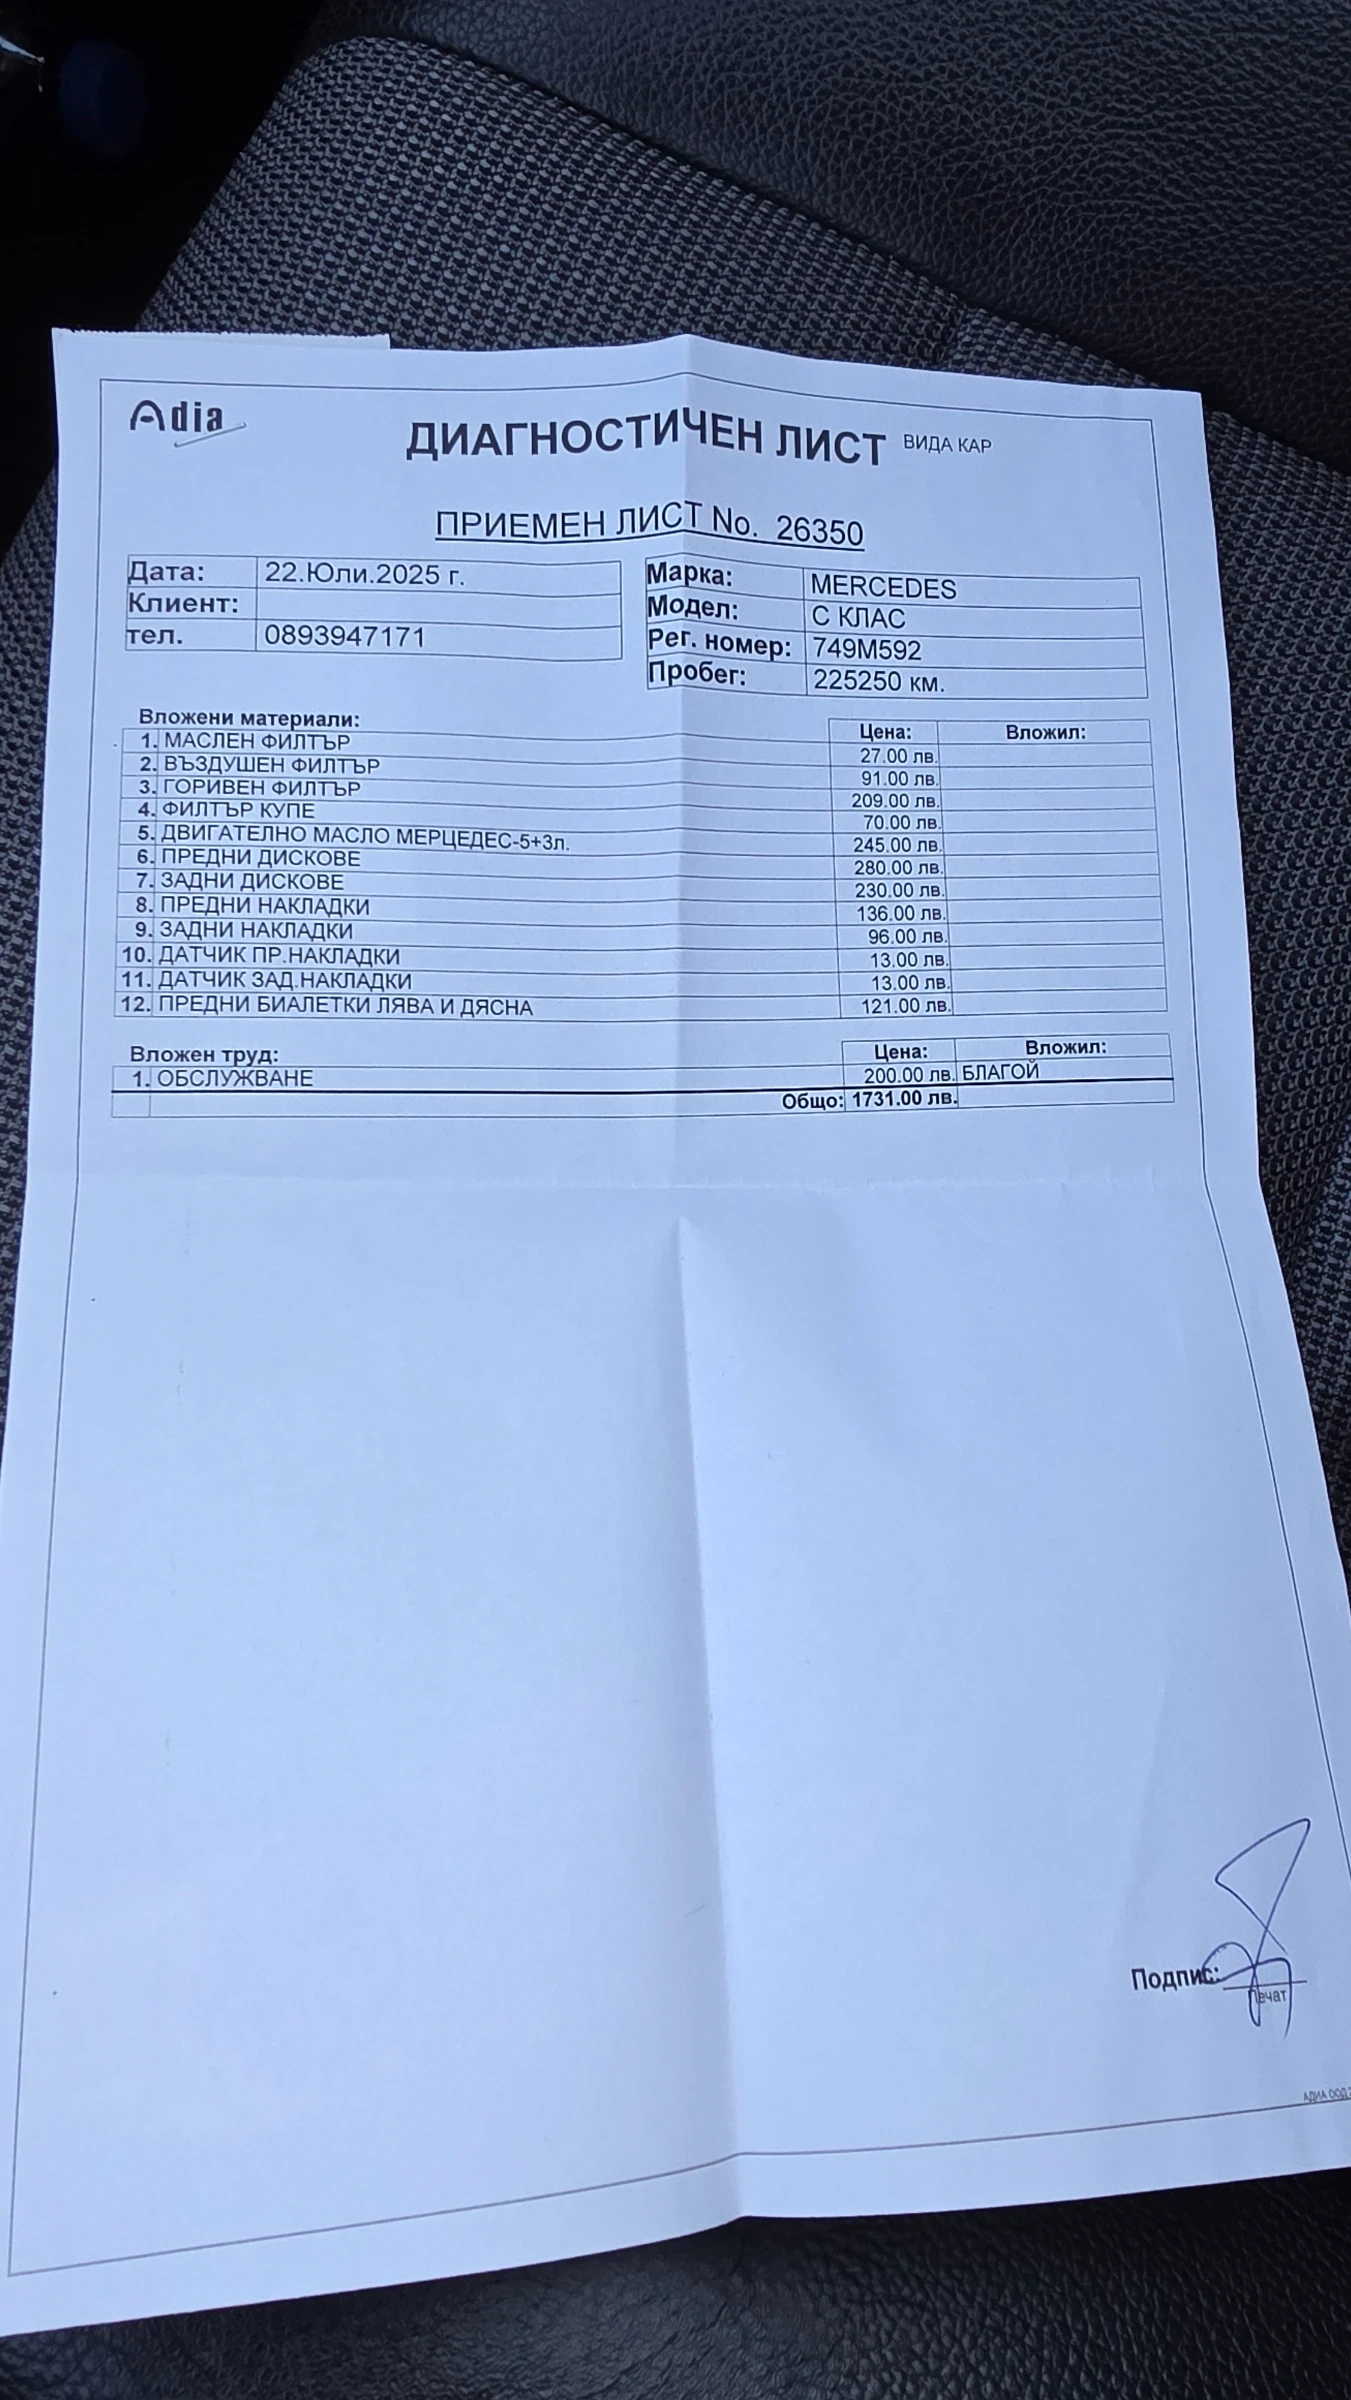 Adia
ДИАГНОСТИЧЕН ЛИСТ ВИДА КАР
ПРИЕМЕН ЛИСТ No. 26350
Дата: 22.Юли.2025 г.
Клиент:
тел. 0893947171
Марка: MERCEDES
Модел: С КЛАС
Рег. номер: 749М592
Пробег: 225250 км.
Вложени материали: Цена: Вложил:
1. МАСЛЕН ФИЛТЪР 27.00 лв.
2. ВЪЗДУШЕН ФИЛТЪР 91.00 лв.
3. ГОРИВЕН ФИЛТЪР 209.00 лв.
4. ФИЛТЪР КУПЕ 70.00 лв.
5. ДВИГАТЕЛНО МАСЛО МЕРЦЕДЕС-5+3л. 245.00 лв.
6. ПРЕДНИ ДИСКОВЕ 280.00 лв.
7. ЗАДНИ ДИСКОВЕ 230.00 лв.
8. ПРЕДНИ НАКЛАДКИ 136.00 лв.
9. ЗАДНИ НАКЛАДКИ 96.00 лв.
10. ДАТЧИК ПР.НАКЛАДКИ 13.00 лв.
11. ДАТЧИК ЗАД.НАКЛАДКИ 13.00 лв.
12. ПРЕДНИ БИАЛЕТКИ ЛЯВА И ДЯСНА 121.00 лв.
Вложен труд: Цена: Вложил:
1. ОБСЛУЖВАНЕ 200.00 лв. БЛАГОЙ
Общо: 1731.00 лв.
Подпис:
Печат
АДИА ООД